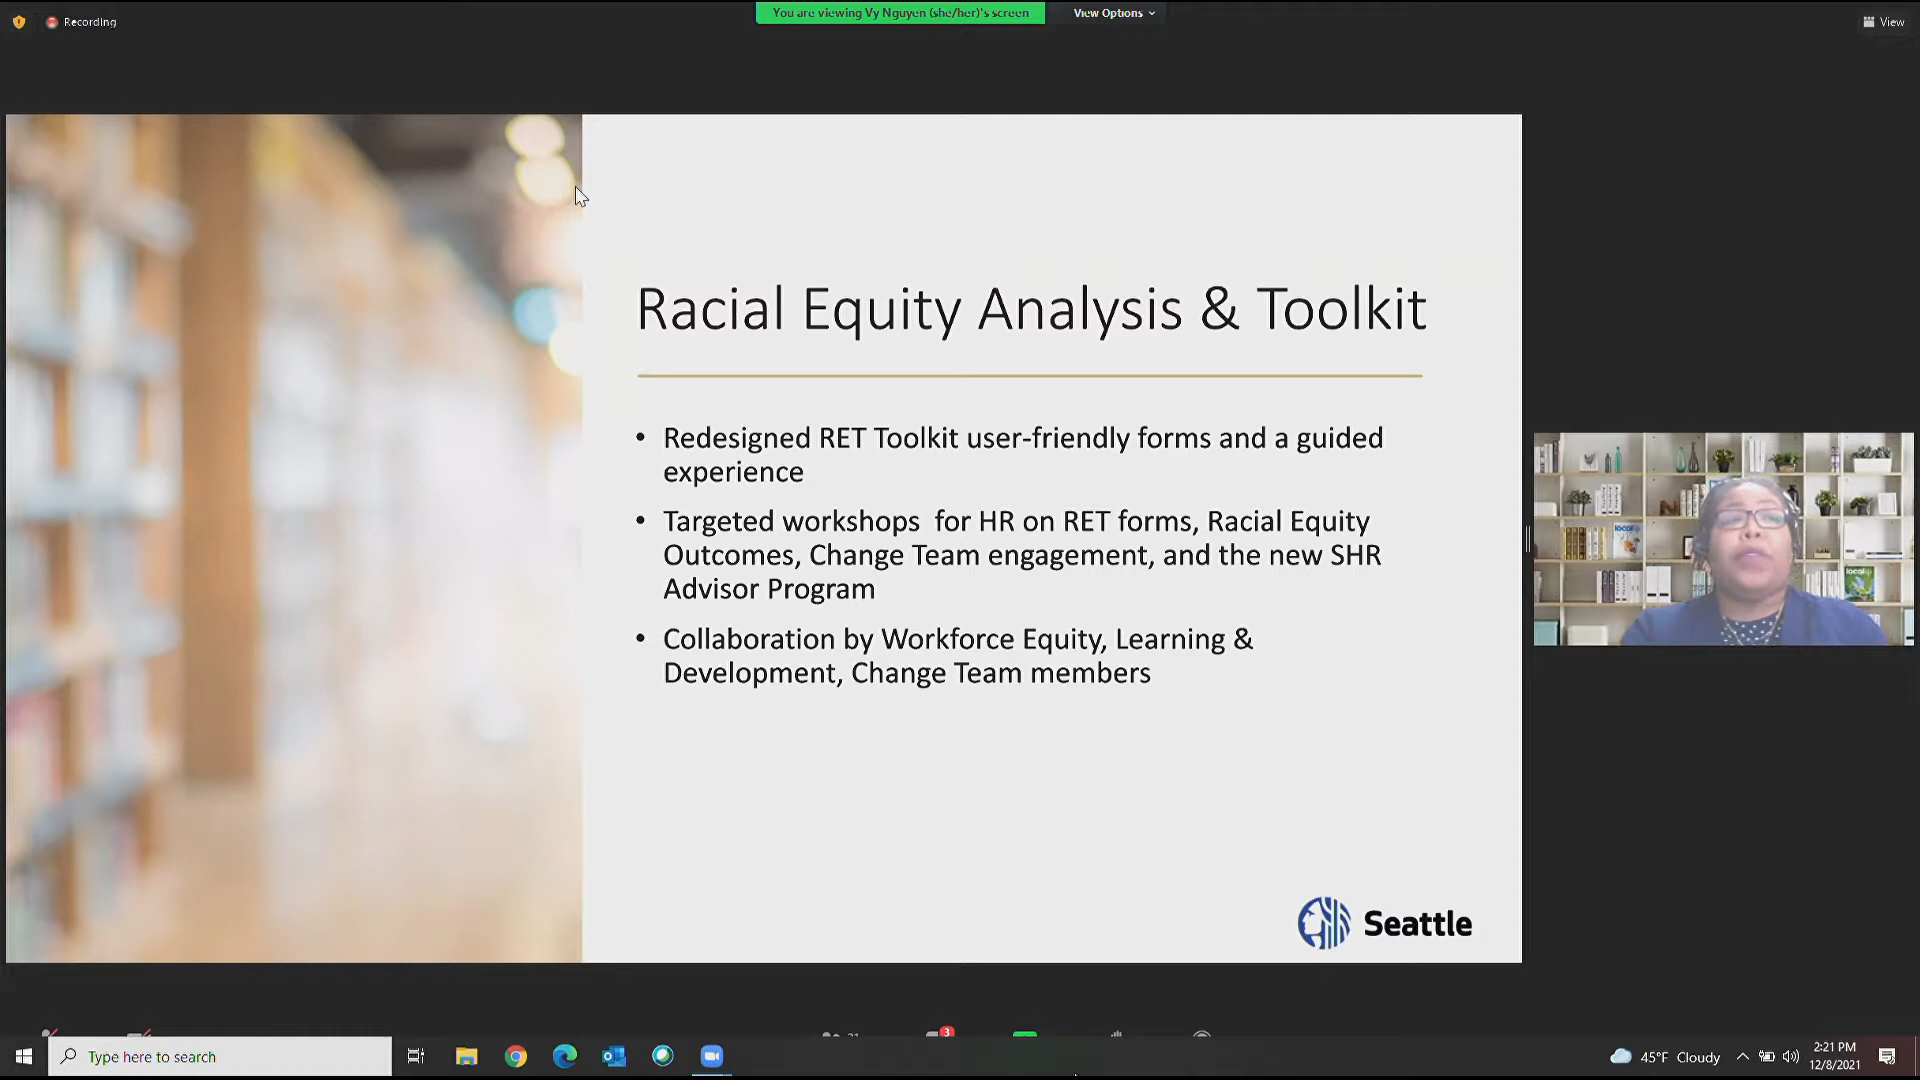 Recording
You are viewing Vy Nguyen (she/her)'s screen
View Options
View
Racial Equity Analysis & Toolkit
• Redesigned RET Toolkit user-friendly forms and a guided
experience
• Targeted workshops for HR on RET forms, Racial Equity
Outcomes, Change Team engagement, and the new SHR
Advisor Program
• Collaboration by Workforce Equity, Learning &
Development, Change Team members
Seattle
local
local
3
Type here to search
45°F Cloudy
2:21 PM
12/8/2021